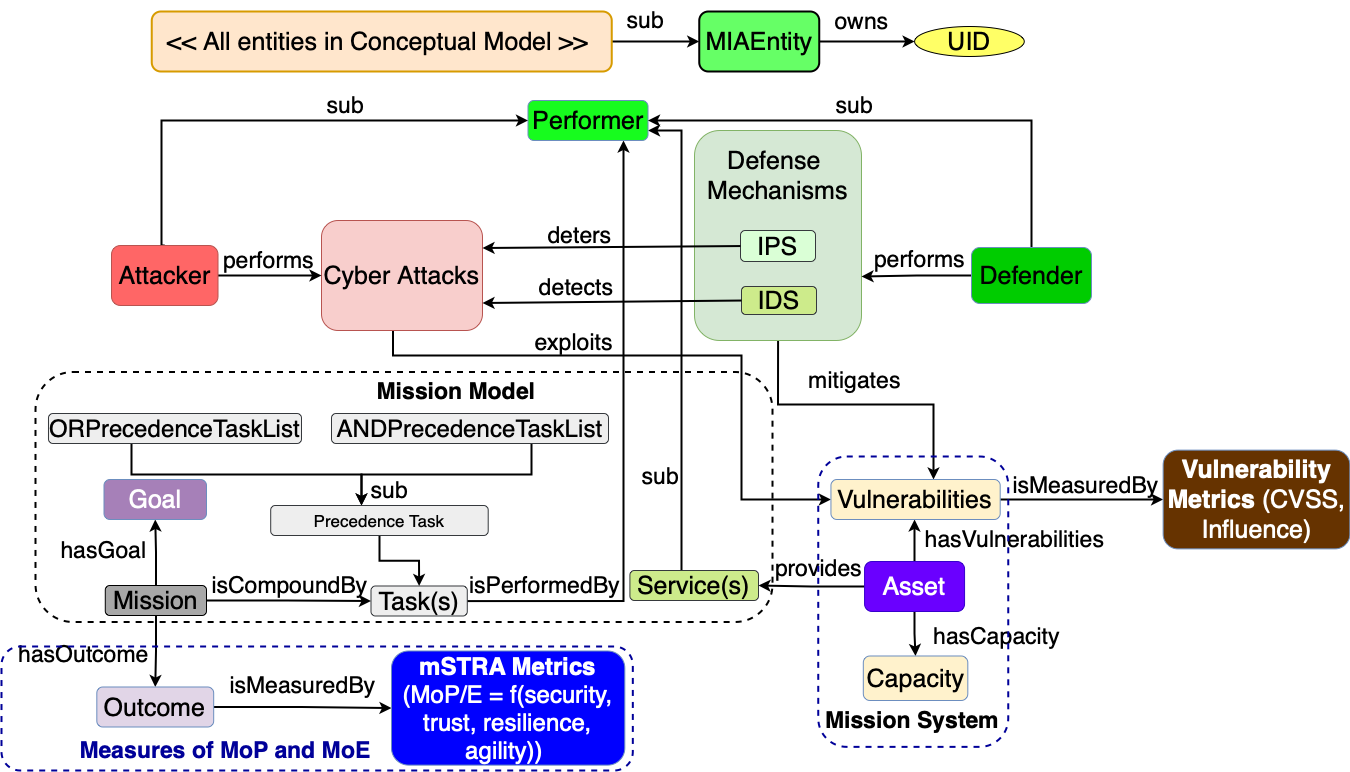 << All entities in Conceptual Model >>
sub
MIAEntity
owns
UID
sub
Performer
sub
Defense
Mechanisms
Attacker
performs
Cyber Attacks
deters
IPS
detects
IDS
performs
Defender
exploits
mitigates
Mission Model
ORPrecedenceTaskList
ANDPrecedenceTaskList
sub
Goal
Precedence Task
hasGoal
Mission
isCompoundBy
Task(s)
isPerformedBy
sub
Service(s)
provides
Vulnerabilities
isMeasuredBy
Vulnerability
Metrics (CVSS,
Influence)
hasVulnerabilities
Asset
hasCapacity
Capacity
Mission System
hasOutcome
Outcome
isMeasuredBy
mSTRA Metrics
(MoP/E = f(security,
trust, resilience,
agility))
Measures of MoP and MoE